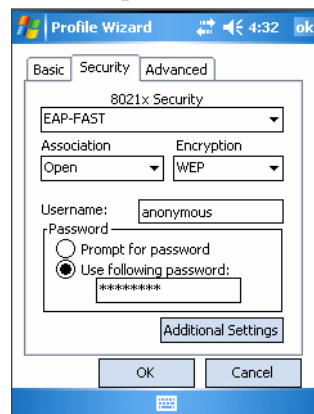 Profile Wizard 4:32 ok
Basic Security Advanced
8021x Security
EAP-FAST
Association Encryption
Open WEP
Username: anonymous
Password
Prompt for password
Use following password:
********
Additional Settings
OK Cancel